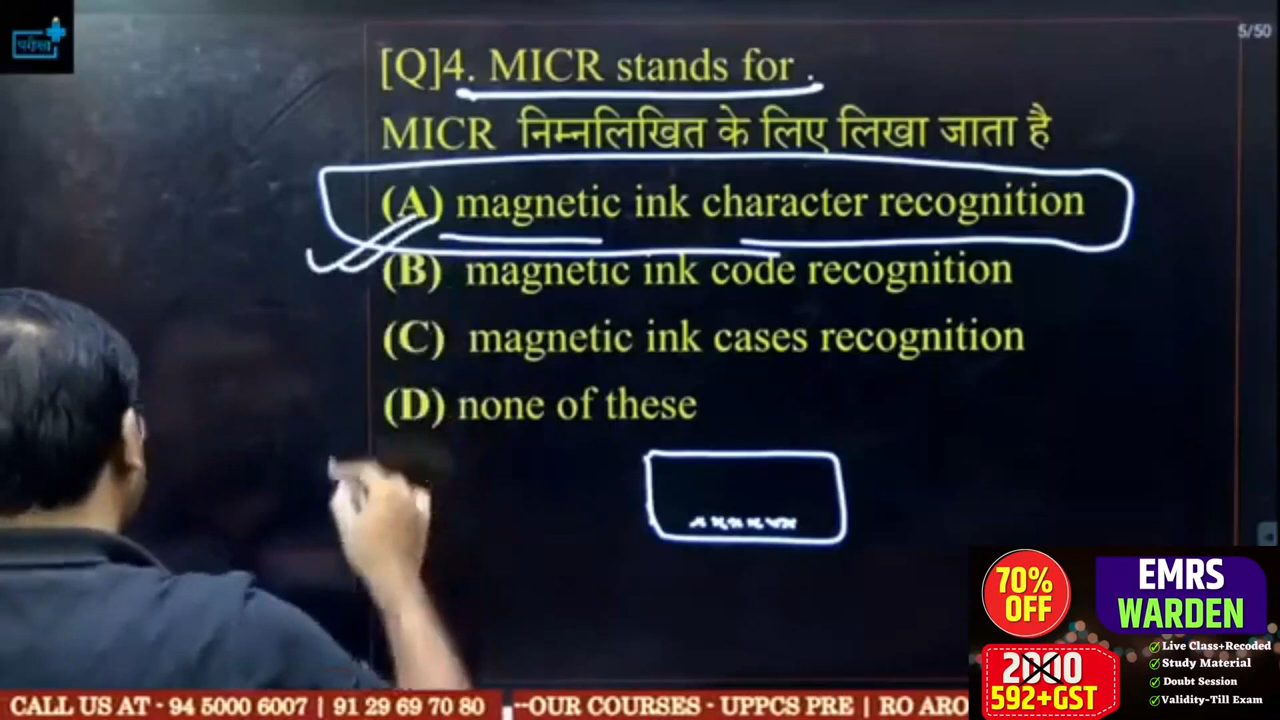 परीक्षा
5/50
[Q]4. MICR stands for .
MICR निम्नलिखित के लिए लिखा जाता है
(A) magnetic ink character recognition
(B) magnetic ink code recognition
(C) magnetic ink cases recognition
(D) none of these
70%
OFF
EMRS
WARDEN
2000
592+GST
Live Class+Recoded
Study Material
Doubt Session
Validity-Till Exam
CALL US AT - 94 5000 6007 | 91 29 69 70 80 --OUR COURSES - UPPCS PRE | RO ARO